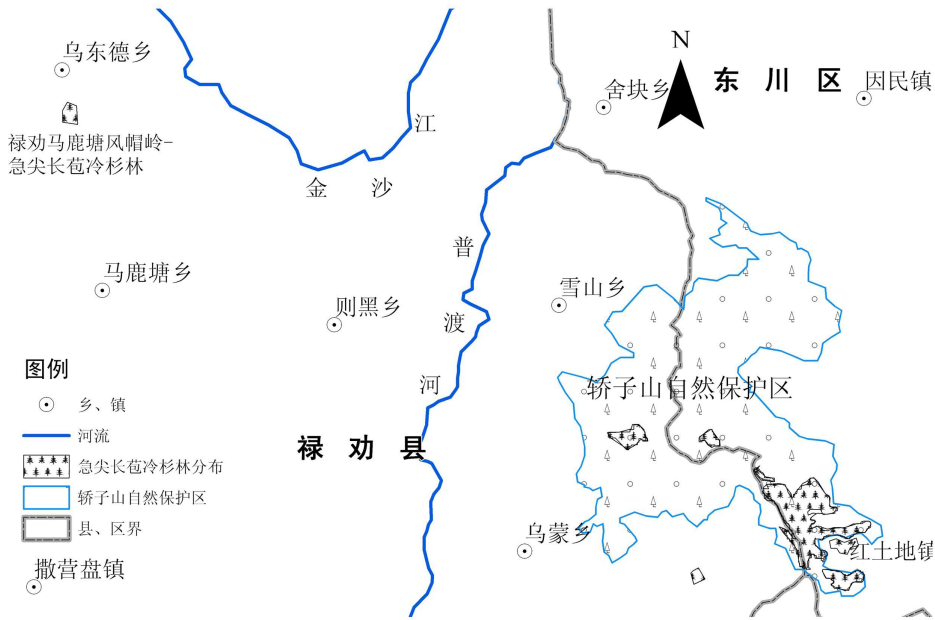 乌东德乡
禄劝马鹿塘风帽岭-
急尖长苞冷杉林
金沙江
N
舍块乡
东川区
因民镇
马鹿塘乡
则黑乡
普渡河
雪山乡
轿子山自然保护区
禄劝县
乌蒙乡
红土地镇
撒营盘镇
图例
乡、镇
河流
急尖长苞冷杉林分布
轿子山自然保护区
县、区界